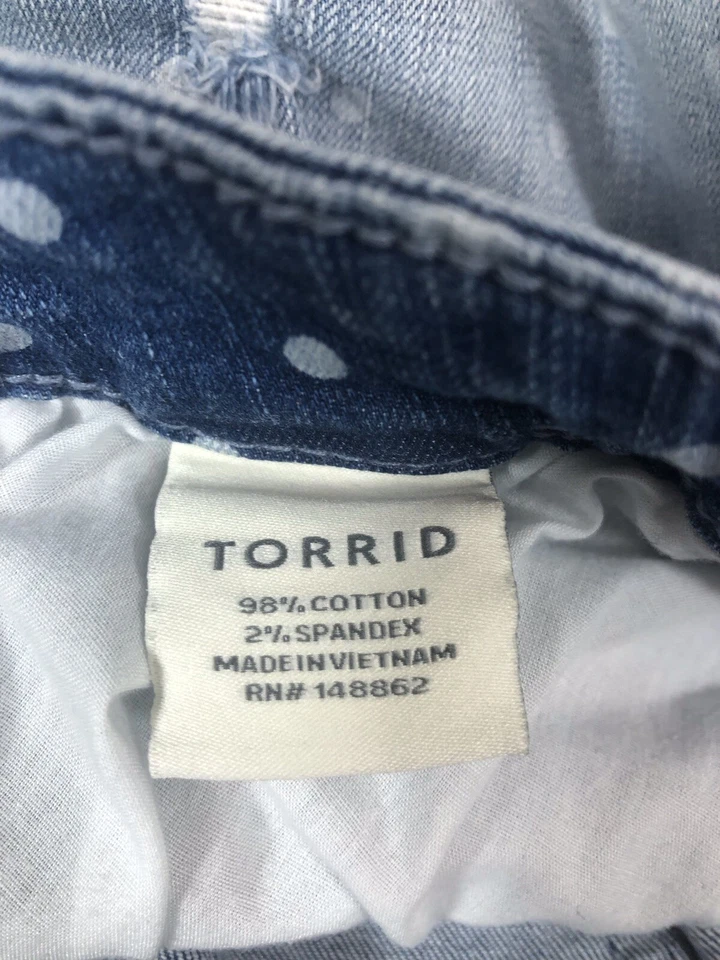 TORRID
98% COTTON
2% SPANDEX
MADE IN VIETNAM
RN# 148862